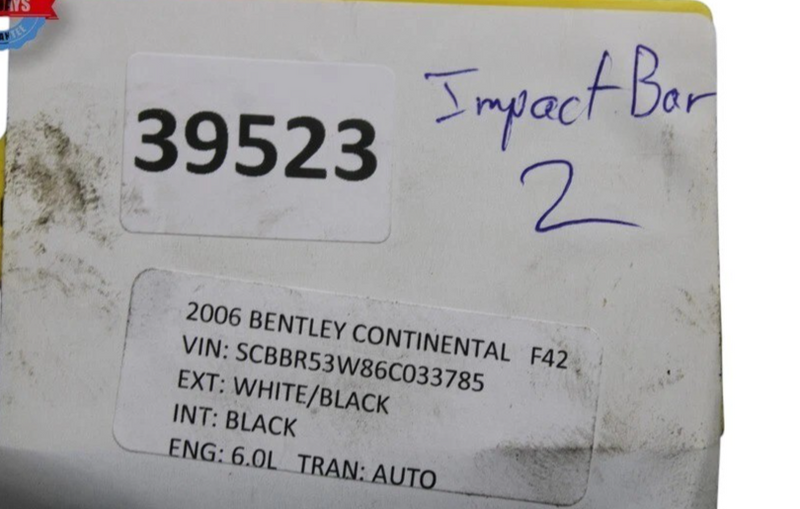 39523
Impact Bar
2
2006 BENTLEY CONTINENTAL F42
VIN: SCBBR53W86C033785
EXT: WHITE/BLACK
INT: BLACK
ENG: 6.0L TRAN: AUTO